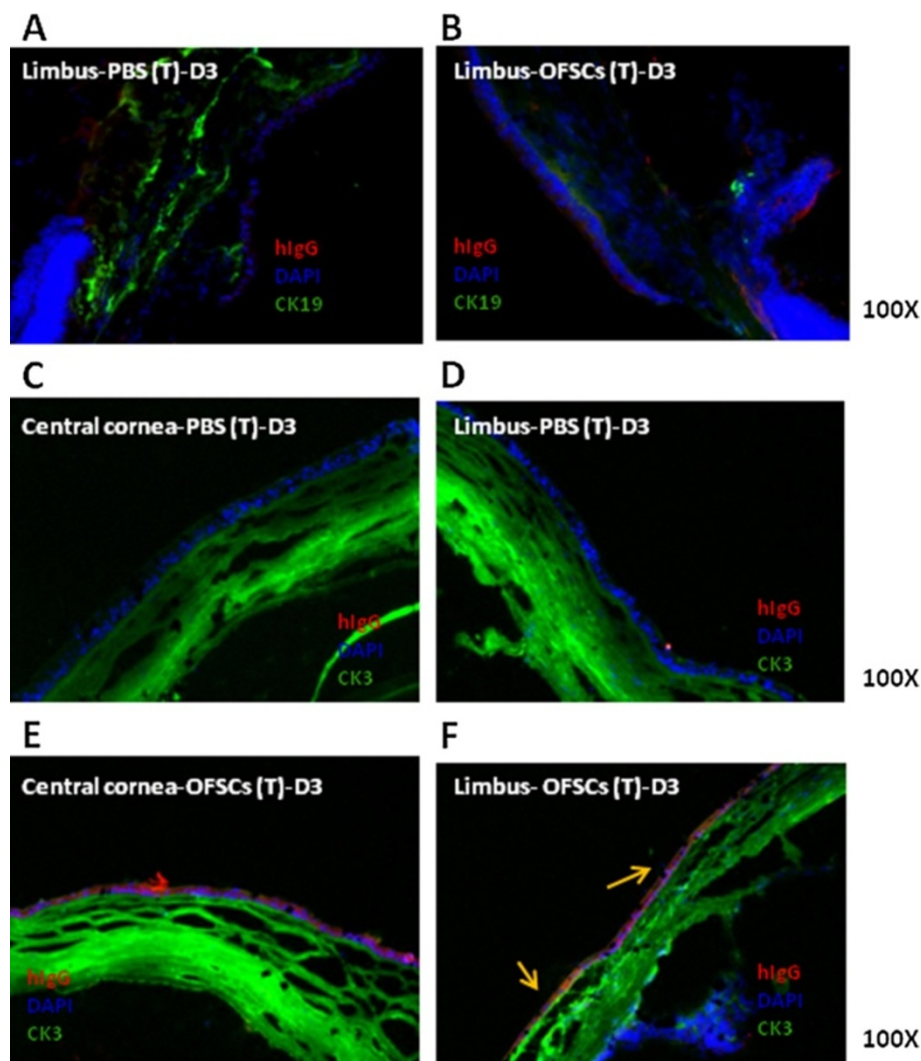 A
Limbus-PBS (T)-D3
hIgG
DAPI
CK19
B
Limbus-OFSCs (T)-D3
hIgG
DAPI
CK19
100X
C
Central cornea-PBS (T)-D3
hIgG
DAPI
CK3
D
Limbus-PBS (T)-D3
hIgG
DAPI
CK3
100X
E
Central cornea-OFSCs (T)-D3
hIgG
DAPI
CK3
F
Limbus- OFSCs (T)-D3
hIgG
DAPI
CK3
100X